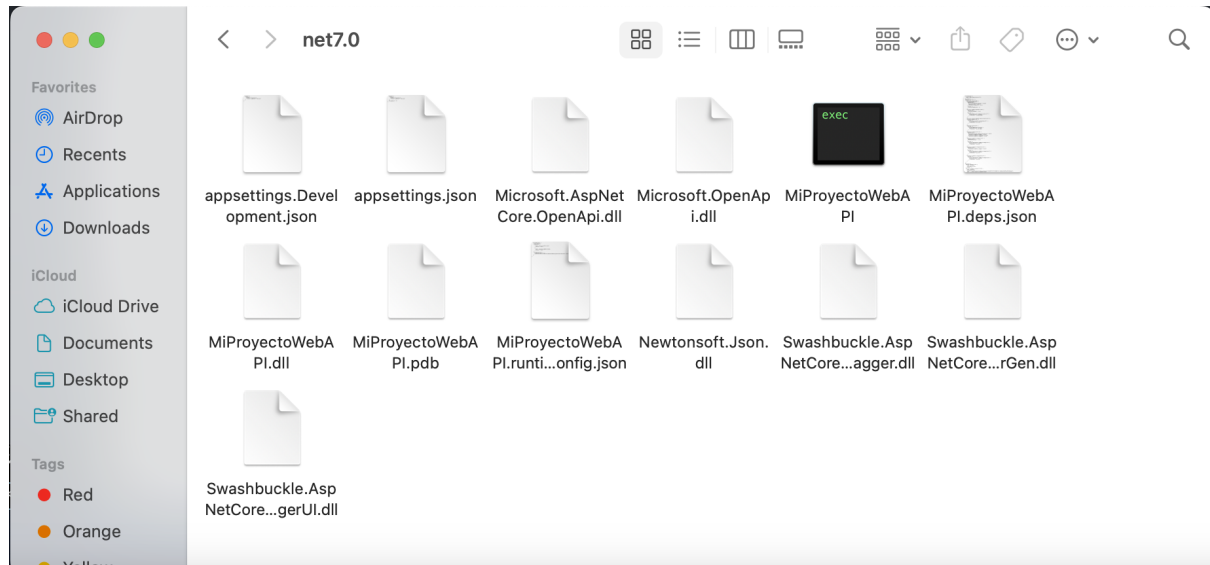 net7.0
Favorites
AirDrop
Recents
Applications
Downloads
iCloud
iCloud Drive
Documents
Desktop
Shared
Tags
Red
Orange
Yellow
appsettings.Devel
opment.json
appsettings.json
Microsoft.AspNet
Core.OpenApi.dll
Microsoft.OpenAp
i.dll
exec
MiProyectoWebA
PI
MiProyectoWebA
PI.deps.json
MiProyectoWebA
PI.dll
MiProyectoWebA
PI.pdb
MiProyectoWebA
PI.runti...onfig.json
Newtonsoft.Json.
dll
Swashbuckle.Asp
NetCore...agger.dll
Swashbuckle.Asp
NetCore...rGen.dll
Swashbuckle.Asp
NetCore...gerUI.dll